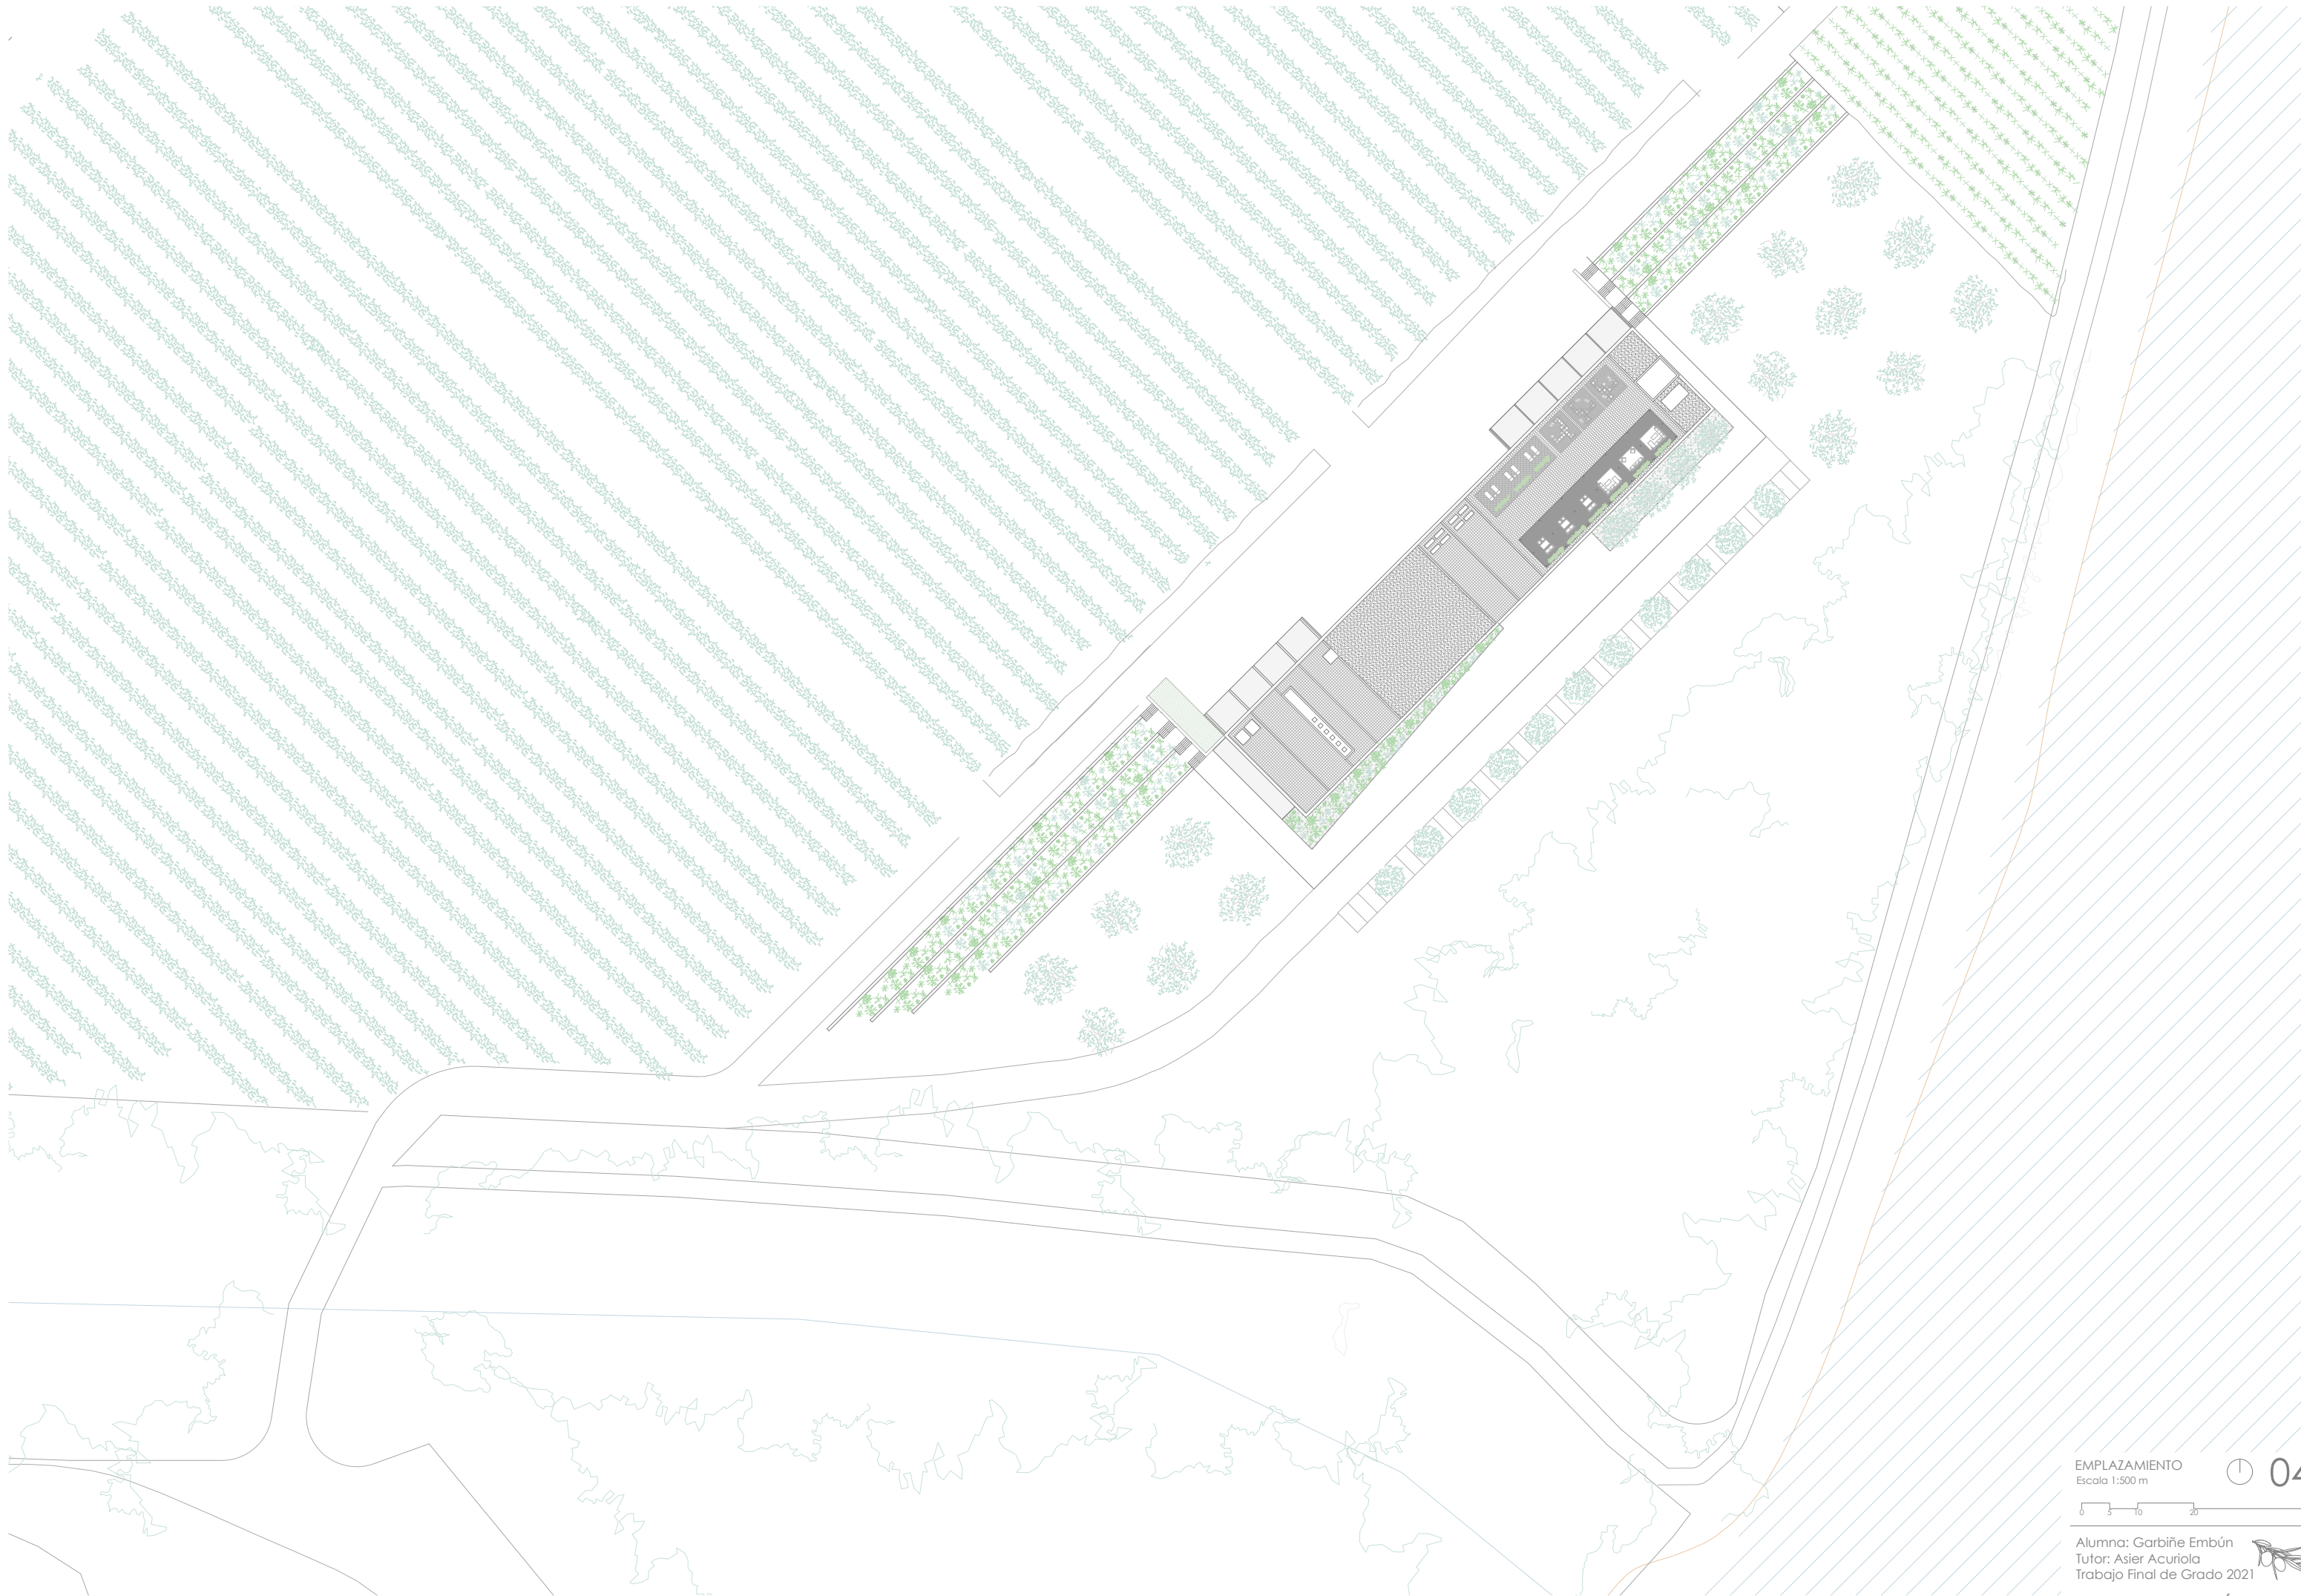 EMPLAZAMIENTO
Escala 1:500 m
04
0 5 10 20
Alumna: Garbiñe Embún
Tutor: Asier Acuriola
Trabajo Final de Grado 2021